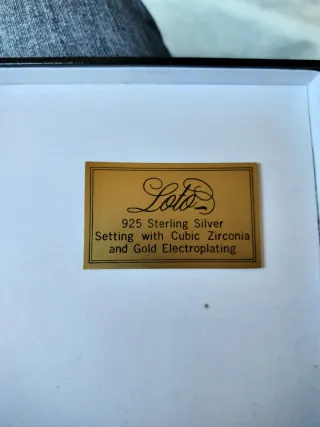 Loto
925 Sterling Silver
Setting with Cubic Zirconia
and Gold Electroplating